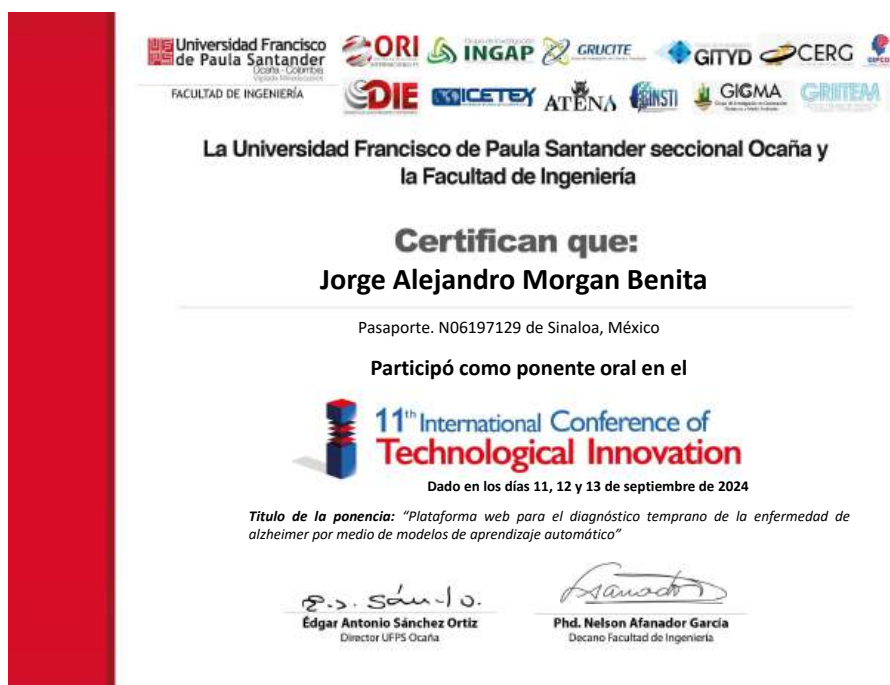 Universidad Francisco
de Paula Santander
Ocaña - Colombia
Vigilada Mineducación
FACULTAD DE INGENIERÍA
ORI
INGAP
GRUCITE
GITYD
CERG
GIPCO
DIE
ICETEX
ATENA
GINSTI
GIGMA
GRIITEM
La Universidad Francisco de Paula Santander seccional Ocaña y
la Facultad de Ingeniería
Certifican que:
Jorge Alejandro Morgan Benita
Pasaporte. N06197129 de Sinaloa, México
Participó como ponente oral en el
11th International Conference of
Technological Innovation
Dado en los días 11, 12 y 13 de septiembre de 2024
Titulo de la ponencia: “Plataforma web para el diagnóstico temprano de la enfermedad de
alzheimer por medio de modelos de aprendizaje automático”
Édgar Antonio Sánchez Ortiz
Director UFPS Ocaña
Phd. Nelson Afanador García
Decano Facultad de Ingeniería